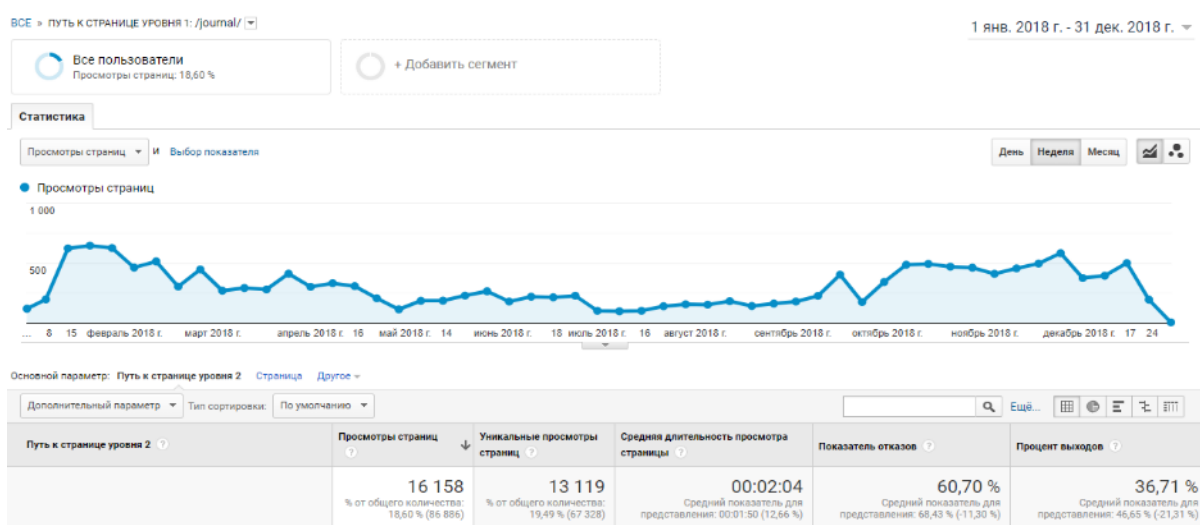 ВСЕ » ПУТЬ К СТРАНИЦЕ УРОВНЯ 1: /journal/
1 янв. 2018 г. - 31 дек. 2018 г.
Все пользователи
Просмотры страниц: 18,60 %
+ Добавить сегмент
Статистика
Просмотры страниц И Выбор показателя
День Неделя Месяц
Просмотры страниц
1 000
500
... 8 15 февраль 2018 г. март 2018 г. апрель 2018 г. 16 май 2018 г. 14 июнь 2018 г. 18 июль 2018 г. 16 август 2018 г. сентябрь 2018 г. октябрь 2018 г. ноябрь 2018 г. декабрь 2018 г. 17 24
Основной параметр: Путь к странице уровня 2 Страница Другое
Дополнительный параметр Тип сортировки: По умолчанию Ещё...
Путь к странице уровня 2 ? Просмотры страниц ? Уникальные просмотры страниц ? Средняя длительность просмотра страницы ? Показатель отказов ? Процент выходов ?
16 158 13 119 00:02:04 60,70 % 36,71 %
% от общего количества: % от общего количества: Средний показатель для Средний показатель для Средний показатель для
18,60 % (86 886) 19,49 % (67 328) представления: 00:01:50 (12,66 %) представления: 68,43 % (-11,30 %) представления: 46,65 % (-21,31 %)